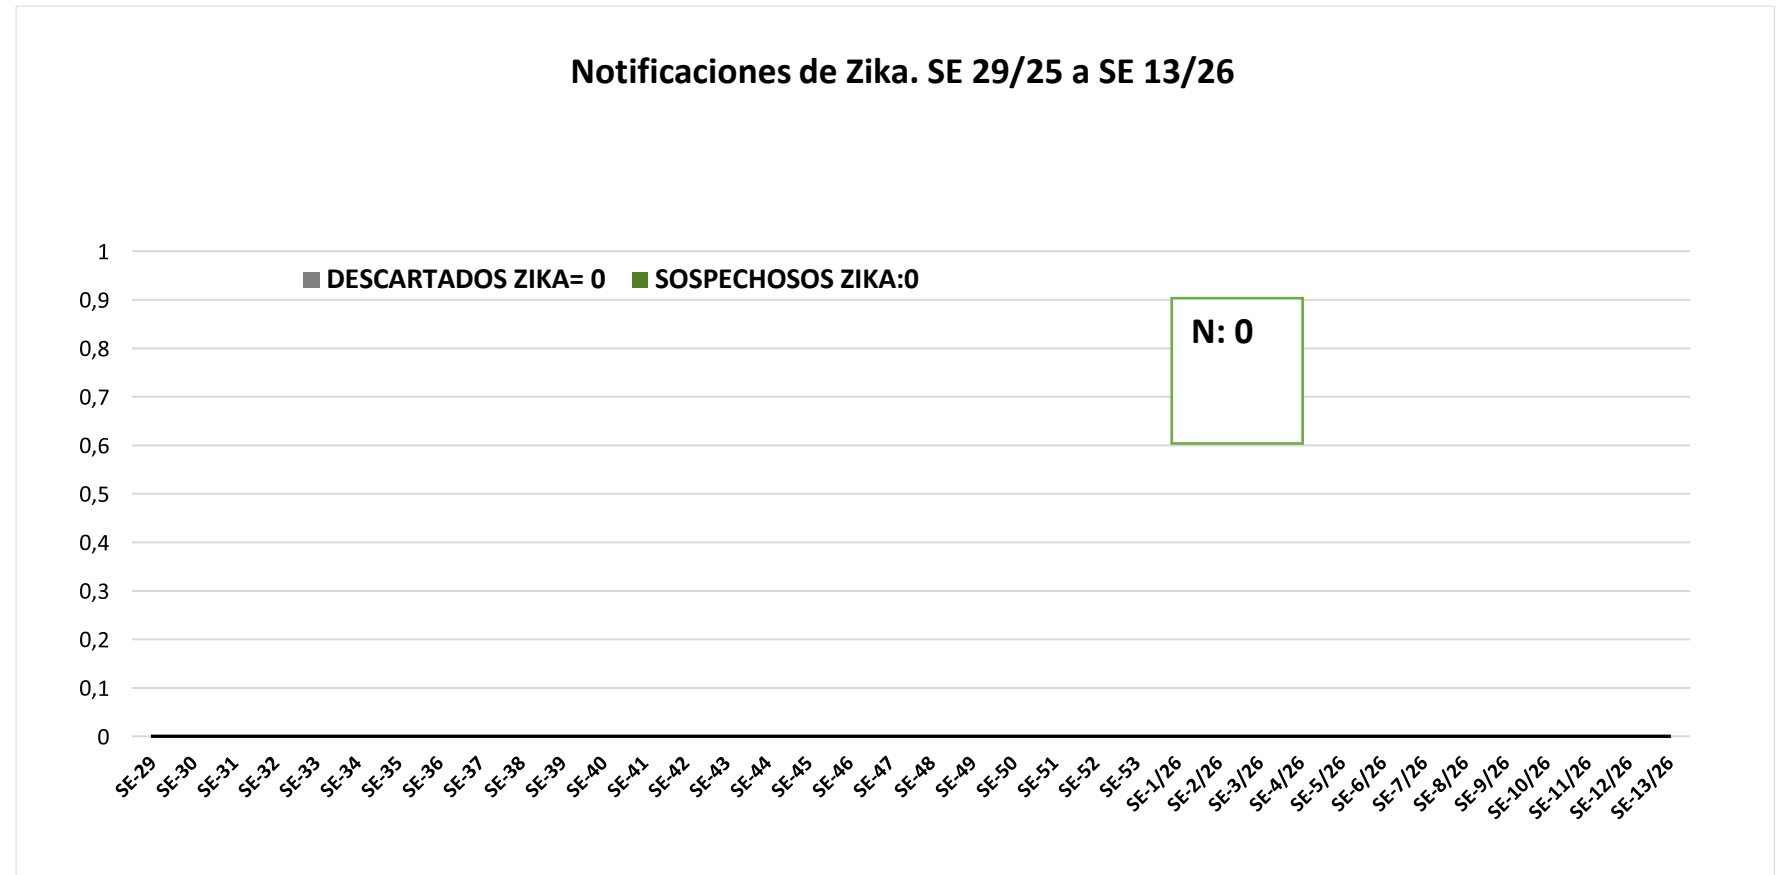 Notificaciones de Zika. SE 29/25 a SE 13/26
1
DESCARTADOS ZIKA= 0 SOSPECHOSOS ZIKA:0
0,9
N: 0
0,8
0,7
0,6
0,5
0,4
0,3
0,2
0,1
0
SE-29 SE-30 SE-31 SE-32 SE-33 SE-34 SE-35 SE-36 SE-37 SE-38 SE-39 SE-40 SE-41 SE-42 SE-43 SE-44 SE-45 SE-46 SE-47 SE-48 SE-49 SE-50 SE-51 SE-52 SE-53 SE-1/26 SE-2/26 SE-3/26 SE-4/26 SE-5/26 SE-6/26 SE-7/26 SE-8/26 SE-9/26 SE-10/26 SE-11/26 SE-12/26 SE-13/26